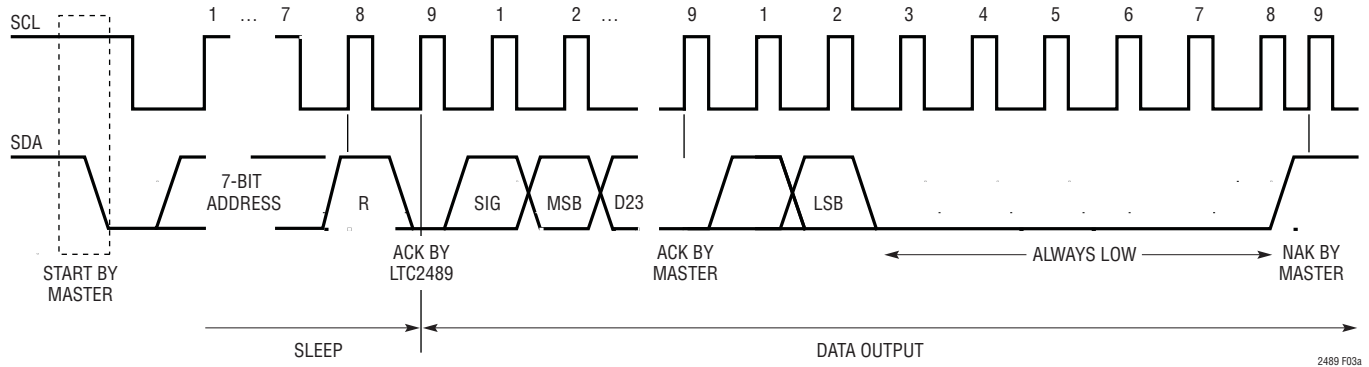 1 … 7 8 9 1 2 … 9 1 2 3 4 5 6 7 8 9
SCL
SDA
7-BIT
ADDRESS
R
SIG
MSB
D23
LSB
START BY
MASTER
ACK BY
LTC2489
ACK BY
MASTER
ALWAYS LOW
NAK BY
MASTER
SLEEP
DATA OUTPUT
2489 F03a